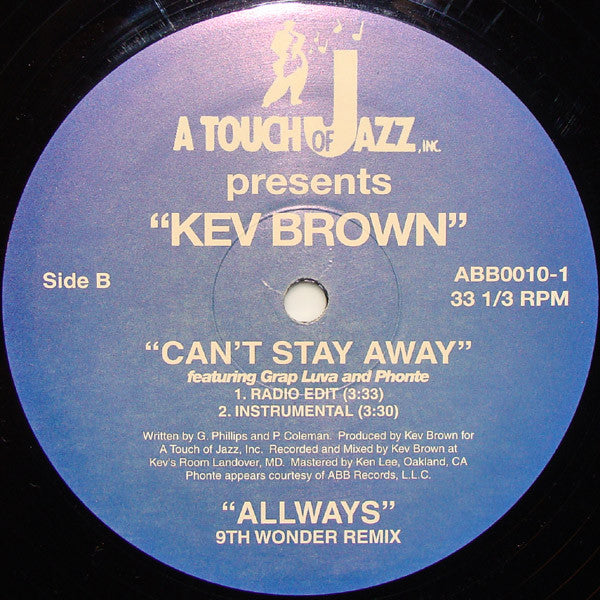 A TOUCH OF JAZZ, INC.
presents
“KEV BROWN”
Side B
ABB0010-1
33 1/3 RPM
“CAN’T STAY AWAY”
featuring Grap Luva and Phonte
1. RADIO EDIT (3:33)
2. INSTRUMENTAL (3:30)
Written by G. Phillips and P. Coleman. Produced by Kev Brown for
A Touch of Jazz, Inc. Recorded and Mixed by Kev Brown at
Kev's Room Landover, MD. Mastered by Ken Lee, Oakland, CA
Phonte appears courtesy of ABB Records, L.L.C.
“ALLWAYS”
9TH WONDER REMIX